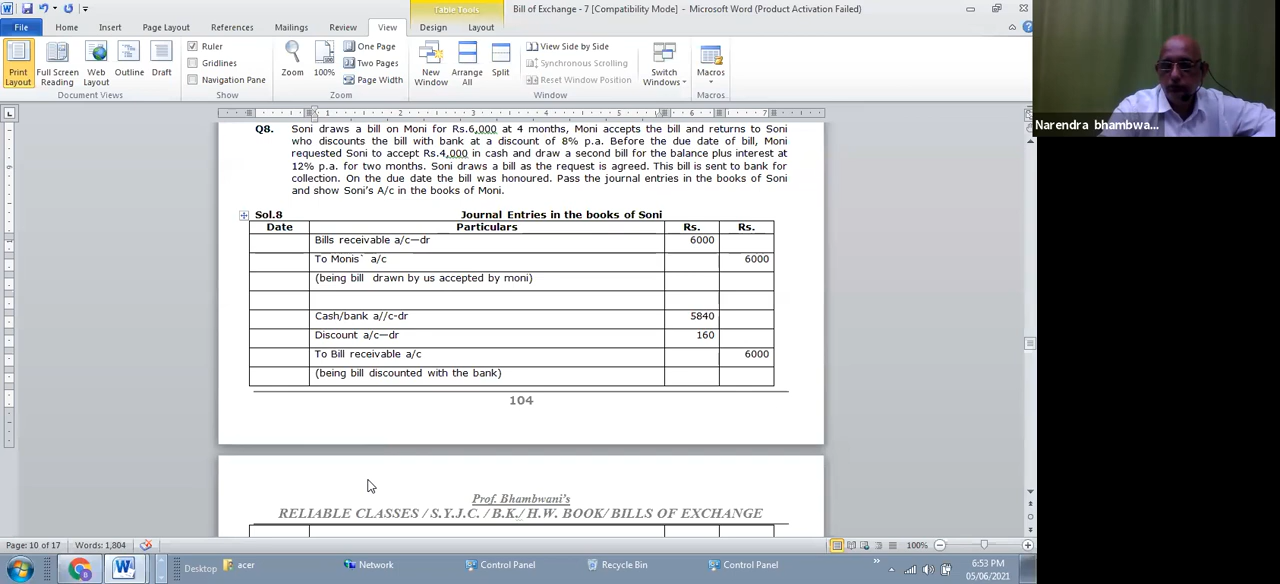 Table Tools
Bill of Exchange - 7 [Compatibility Mode] - Microsoft Word (Product Activation Failed)
File Home Insert Page Layout References Mailings Review View Design Layout
Print Layout
Full Screen Reading
Web Layout
Outline
Draft
Ruler
Gridlines
Navigation Pane
Zoom
100%
One Page
Two Pages
Page Width
New Window
Arrange All
Split
View Side by Side
Synchronous Scrolling
Reset Window Position
Switch Windows
Macros
Document Views Show Zoom Window Macros
Narendra bhambwa...
1 2 3 4 5 6 7
Q8. Soni draws a bill on Moni for Rs.6,000 at 4 months, Moni accepts the bill and returns to Soni
who discounts the bill with bank at a discount of 8% p.a. Before the due date of bill, Moni
requested Soni to accept Rs.4,000 in cash and draw a second bill for the balance plus interest at
12% p.a. for two months. Soni draws a bill as the request is agreed. This bill is sent to bank for
collection. On the due date the bill was honoured. Pass the journal entries in the books of Soni
and show Soni's A/c in the books of Moni.
Sol.8 Journal Entries in the books of Soni
Date Particulars Rs. Rs.
Bills receivable a/c—dr 6000
To Monis` a/c 6000
(being bill drawn by us accepted by moni)
Cash/bank a//c-dr 5840
Discount a/c—dr 160
To Bill receivable a/c 6000
(being bill discounted with the bank)
104
Prof. Bhambwani's
RELIABLE CLASSES / S.Y.J.C. / B.K./ H.W. BOOK/ BILLS OF EXCHANGE
Page: 10 of 17 Words: 1,804 100%
Desktop acer Network Control Panel Recycle Bin Control Panel
6:53 PM
05/06/2021